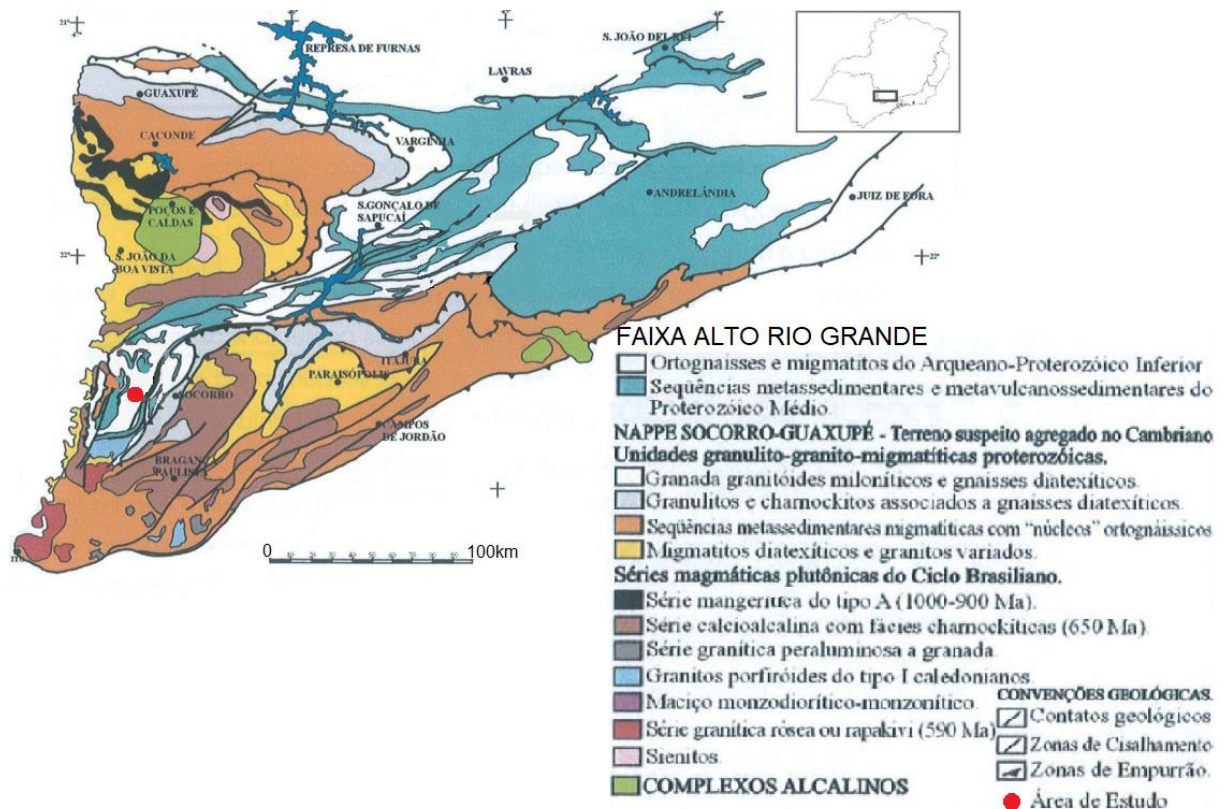 21°
REPRESA DE FURNAS
S. JOÃO DEL REI
LAVRAS
GUAXUPÉ
CACONDE
VARGINHA
ANDRELÂNDIA
JUIZ DE FORA
POÇOS E
CALDAS
S.GONÇALO DE
SAPUCAÍ
22°
S. JOÃO DA
BOA VISTA
22°
ITAJURA
PARAISÓPOLIS
SOCORRO
CAMPOS
DE JORDÃO
BRAGAN
PAULIS
0
100km
FAIXA ALTO RIO GRANDE
Ortognaisses e migmatitos do Arqueano-Proterozóico Inferior
Seqüências metassedimentares e metavulcanossedimentares do
Proterozóico Médio.
NAPPE SOCORRO-GUAXUPÉ - Terreno suspeito agregado no Cambriano
Unidades granulito-granito-migmatíticas proterozóicas.
Granada granitóides miloníticos e gnaisses diatexíticos.
Granulitos e charnockitos associados a gnaisses diatexíticos.
Seqüências metassedimentares migmatíticas com "núcleos" ortognáissicos
Migmatitos diatexíticos e granitos variados.
Séries magmáticas plutônicas do Ciclo Brasiliano.
Série mangeriuca do tipo A (1000-900 Ma).
Série calcioalcalina com fácies charnockíticas (650 Ma)
Série granítica peraluminosa a granada.
Granitos porfiróides do tipo I caledonianos.
Maciço monzodiorítico-monzonítico.
Série granítica rósea ou rapakivi (590 Ma)
Sienitos.
COMPLEXOS ALCALINOS
CONVENÇÕES GEOLÓGICAS.
Contatos geológicos
Zonas de Cisalhamento
Zonas de Empurrão.
Área de Estudo